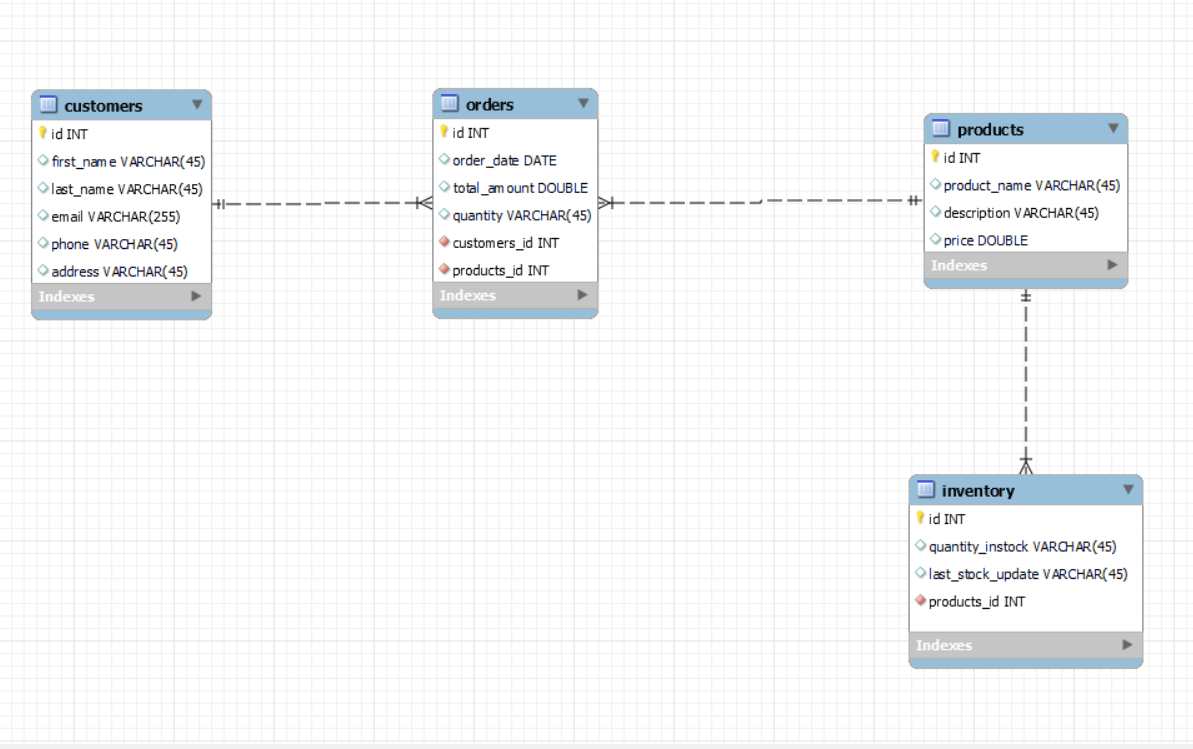 customers
id INT
first_name VARCHAR(45)
last_name VARCHAR(45)
email VARCHAR(255)
phone VARCHAR(45)
address VARCHAR(45)
Indexes
orders
id INT
order_date DATE
total_amount DOUBLE
quantity VARCHAR(45)
customers_id INT
products_id INT
Indexes
products
id INT
product_name VARCHAR(45)
description VARCHAR(45)
price DOUBLE
Indexes
inventory
id INT
quantity_instock VARCHAR(45)
last_stock_update VARCHAR(45)
products_id INT
Indexes